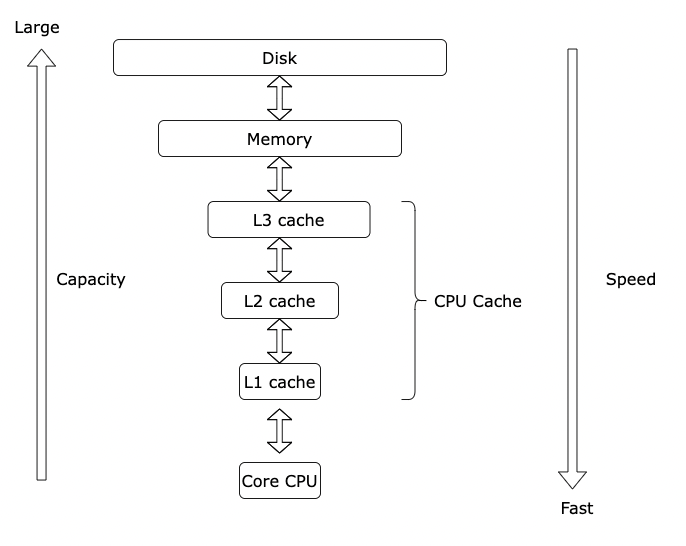 Large
Disk
Memory
L3 cache
Capacity
Speed
L2 cache
CPU Cache
L1 cache
Core CPU
Fast